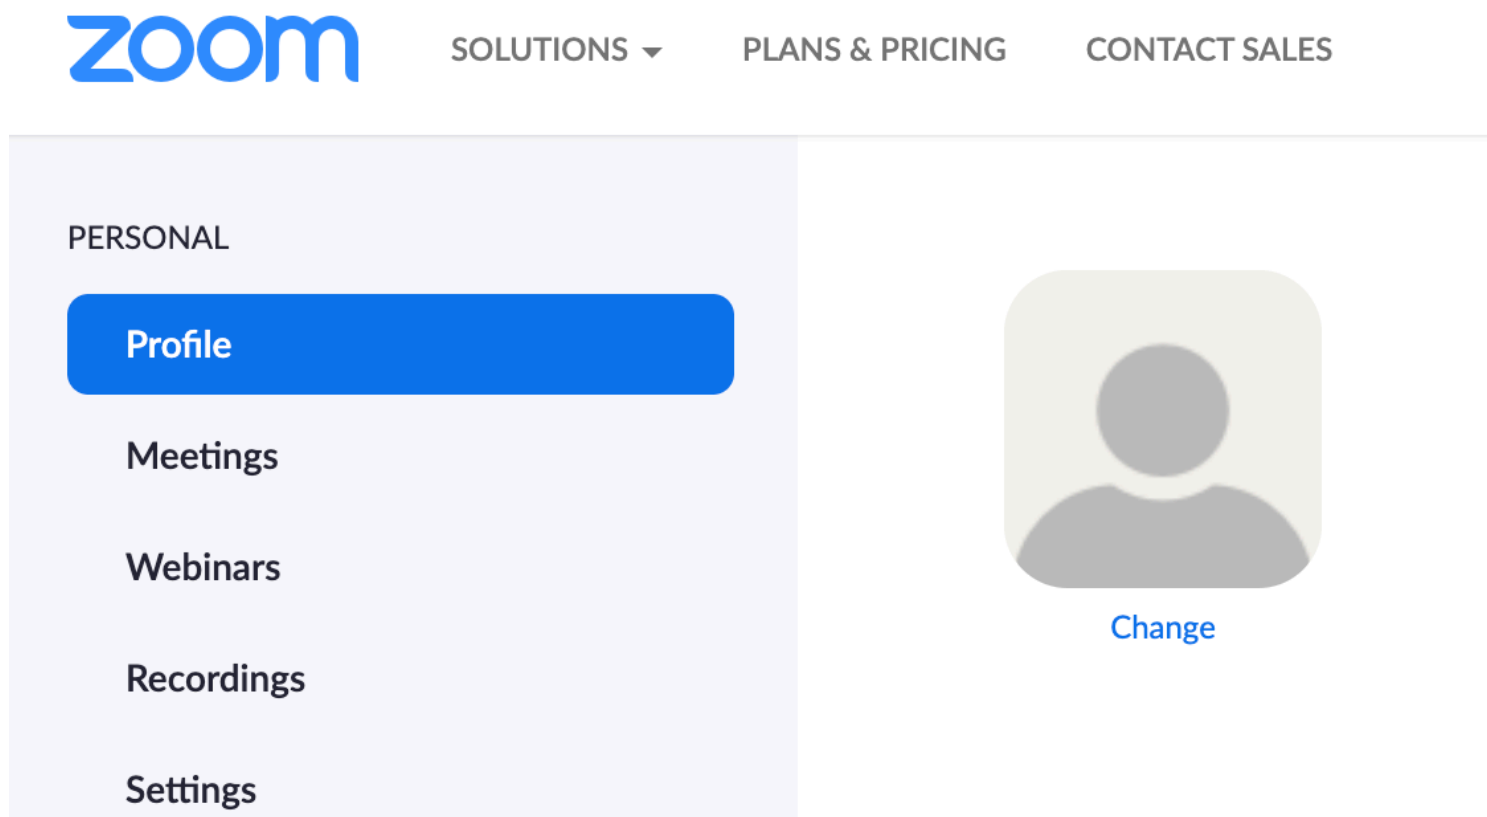 zoom
SOLUTIONS
PLANS & PRICING
CONTACT SALES
PERSONAL
Profile
Meetings
Webinars
Recordings
Settings
Change